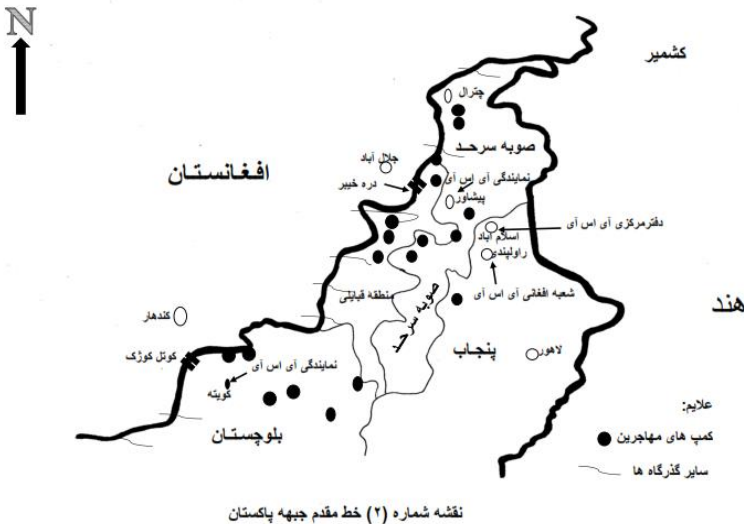 N
کشمیر
چترال
صوبه سرحد
افغانستان
جلال آباد
نمایندگی آی اس آی
دره خیبر
پیشاور
دفترمرکزی آی اس آی
اسلام آباد
راولپندی
منطقه قبایلی
شعبه افغانی آی اس آی
صوبه سرحد
هند
کندهار
پنجاب
لاهور
کوتل کوژک
نمایندگی آی اس آی
کویته
بلوچستان
علایم:
کمپ های مهاجرین
سایر گذرگاه ها
نقشه شماره (۲) خط مقدم جبهه پاکستان